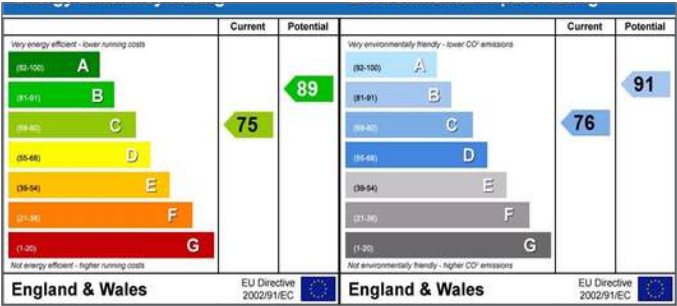 Current Potential
Very energy efficient - lower running costs
(92-100) A
(81-91) B
89
(69-80) C
75
(55-68) D
(39-54) E
(21-38) F
(1-20) G
Not energy efficient - higher running costs
England & Wales
EU Directive
2002/91/EC
Current Potential
Very environmentally friendly - lower CO² emissions
(92-100) A
(81-91) B
91
(69-80) C
76
(55-68) D
(39-54) E
(21-38) F
(1-20) G
Not environmentally friendly - higher CO² emissions
England & Wales
EU Directive
2002/91/EC